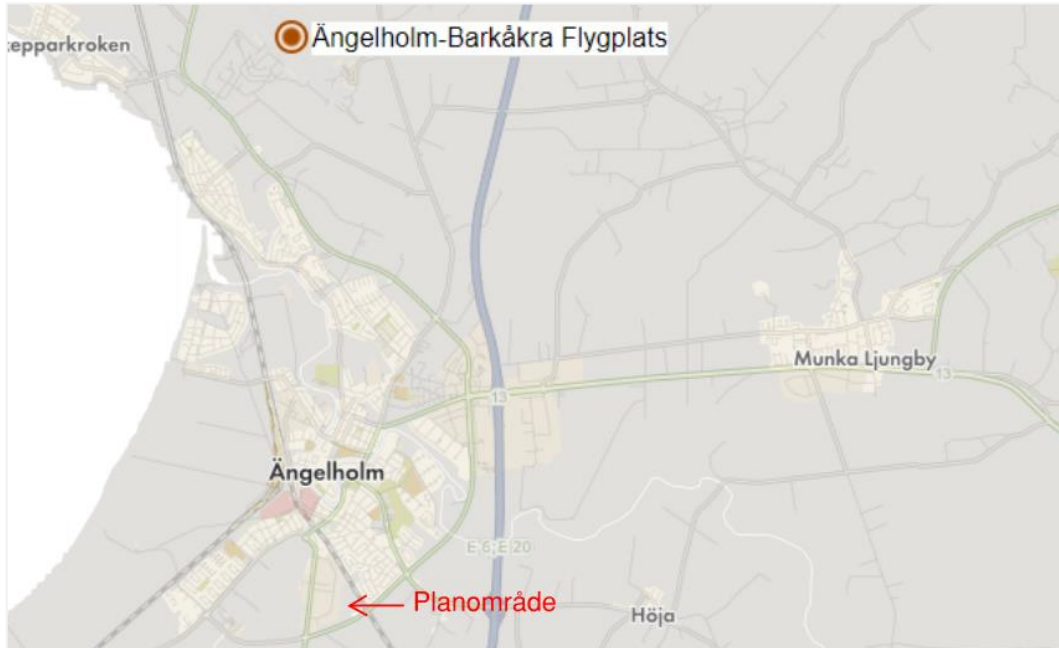 Ängelholm-Barkåkra Flygplats
epparkroken
Munka Ljungby
13
13
Ängelholm
E 6;E 20
Planområde
Höja